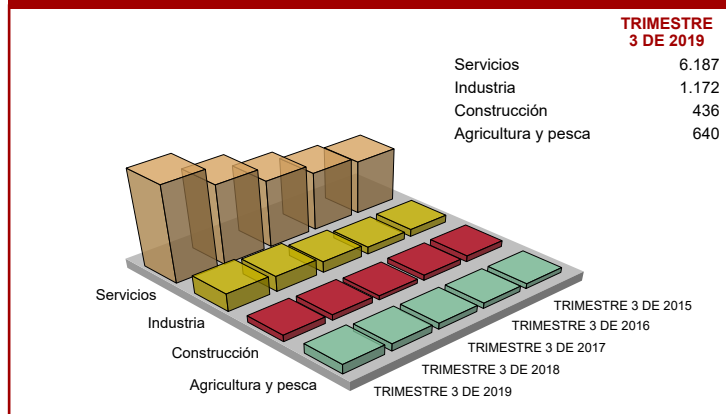 TRIMESTRE
3 DE 2019
Servicios 6.187
Industria 1.172
Construcción 436
Agricultura y pesca 640
Servicios
Industria
Construcción
Agricultura y pesca
TRIMESTRE 3 DE 2015
TRIMESTRE 3 DE 2016
TRIMESTRE 3 DE 2017
TRIMESTRE 3 DE 2018
TRIMESTRE 3 DE 2019